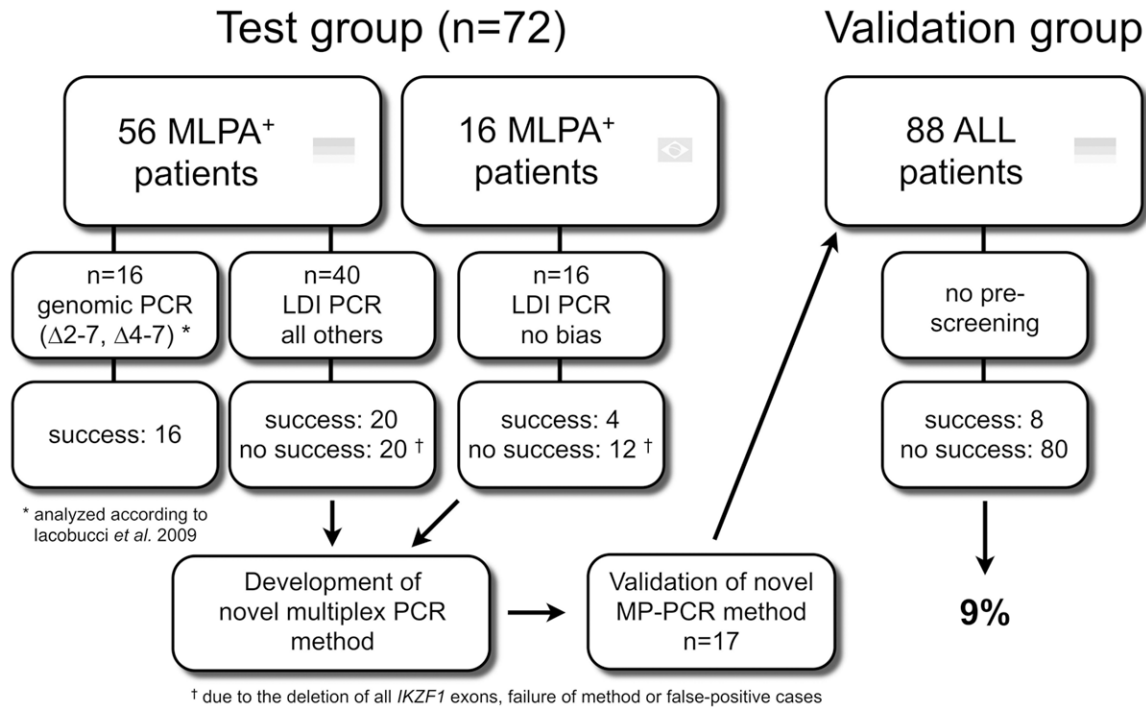 Test group (n=72)
Validation group
56 MLPA⁺
patients
16 MLPA⁺
patients
88 ALL
patients
n=16
genomic PCR
(Δ2-7, Δ4-7) *
n=40
LDI PCR
all others
n=16
LDI PCR
no bias
no pre-
screening
success: 16
success: 20
no success: 20 †
success: 4
no success: 12 †
success: 8
no success: 80
* analyzed according to
Iacobucci et al. 2009
Development of
novel multiplex PCR
method
Validation of novel
MP-PCR method
n=17
9%
† due to the deletion of all IKZF1 exons, failure of method or false-positive cases